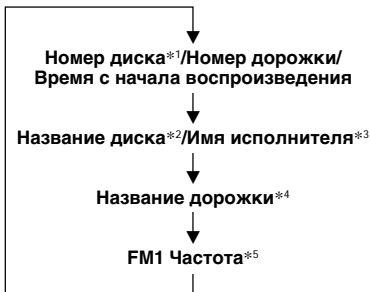 Номер диска*1/Номер дорожки/
Время с начала воспроизведения
Название диска*2/Имя исполнителя*3
Название дорожки*4
FM1 Частота*5